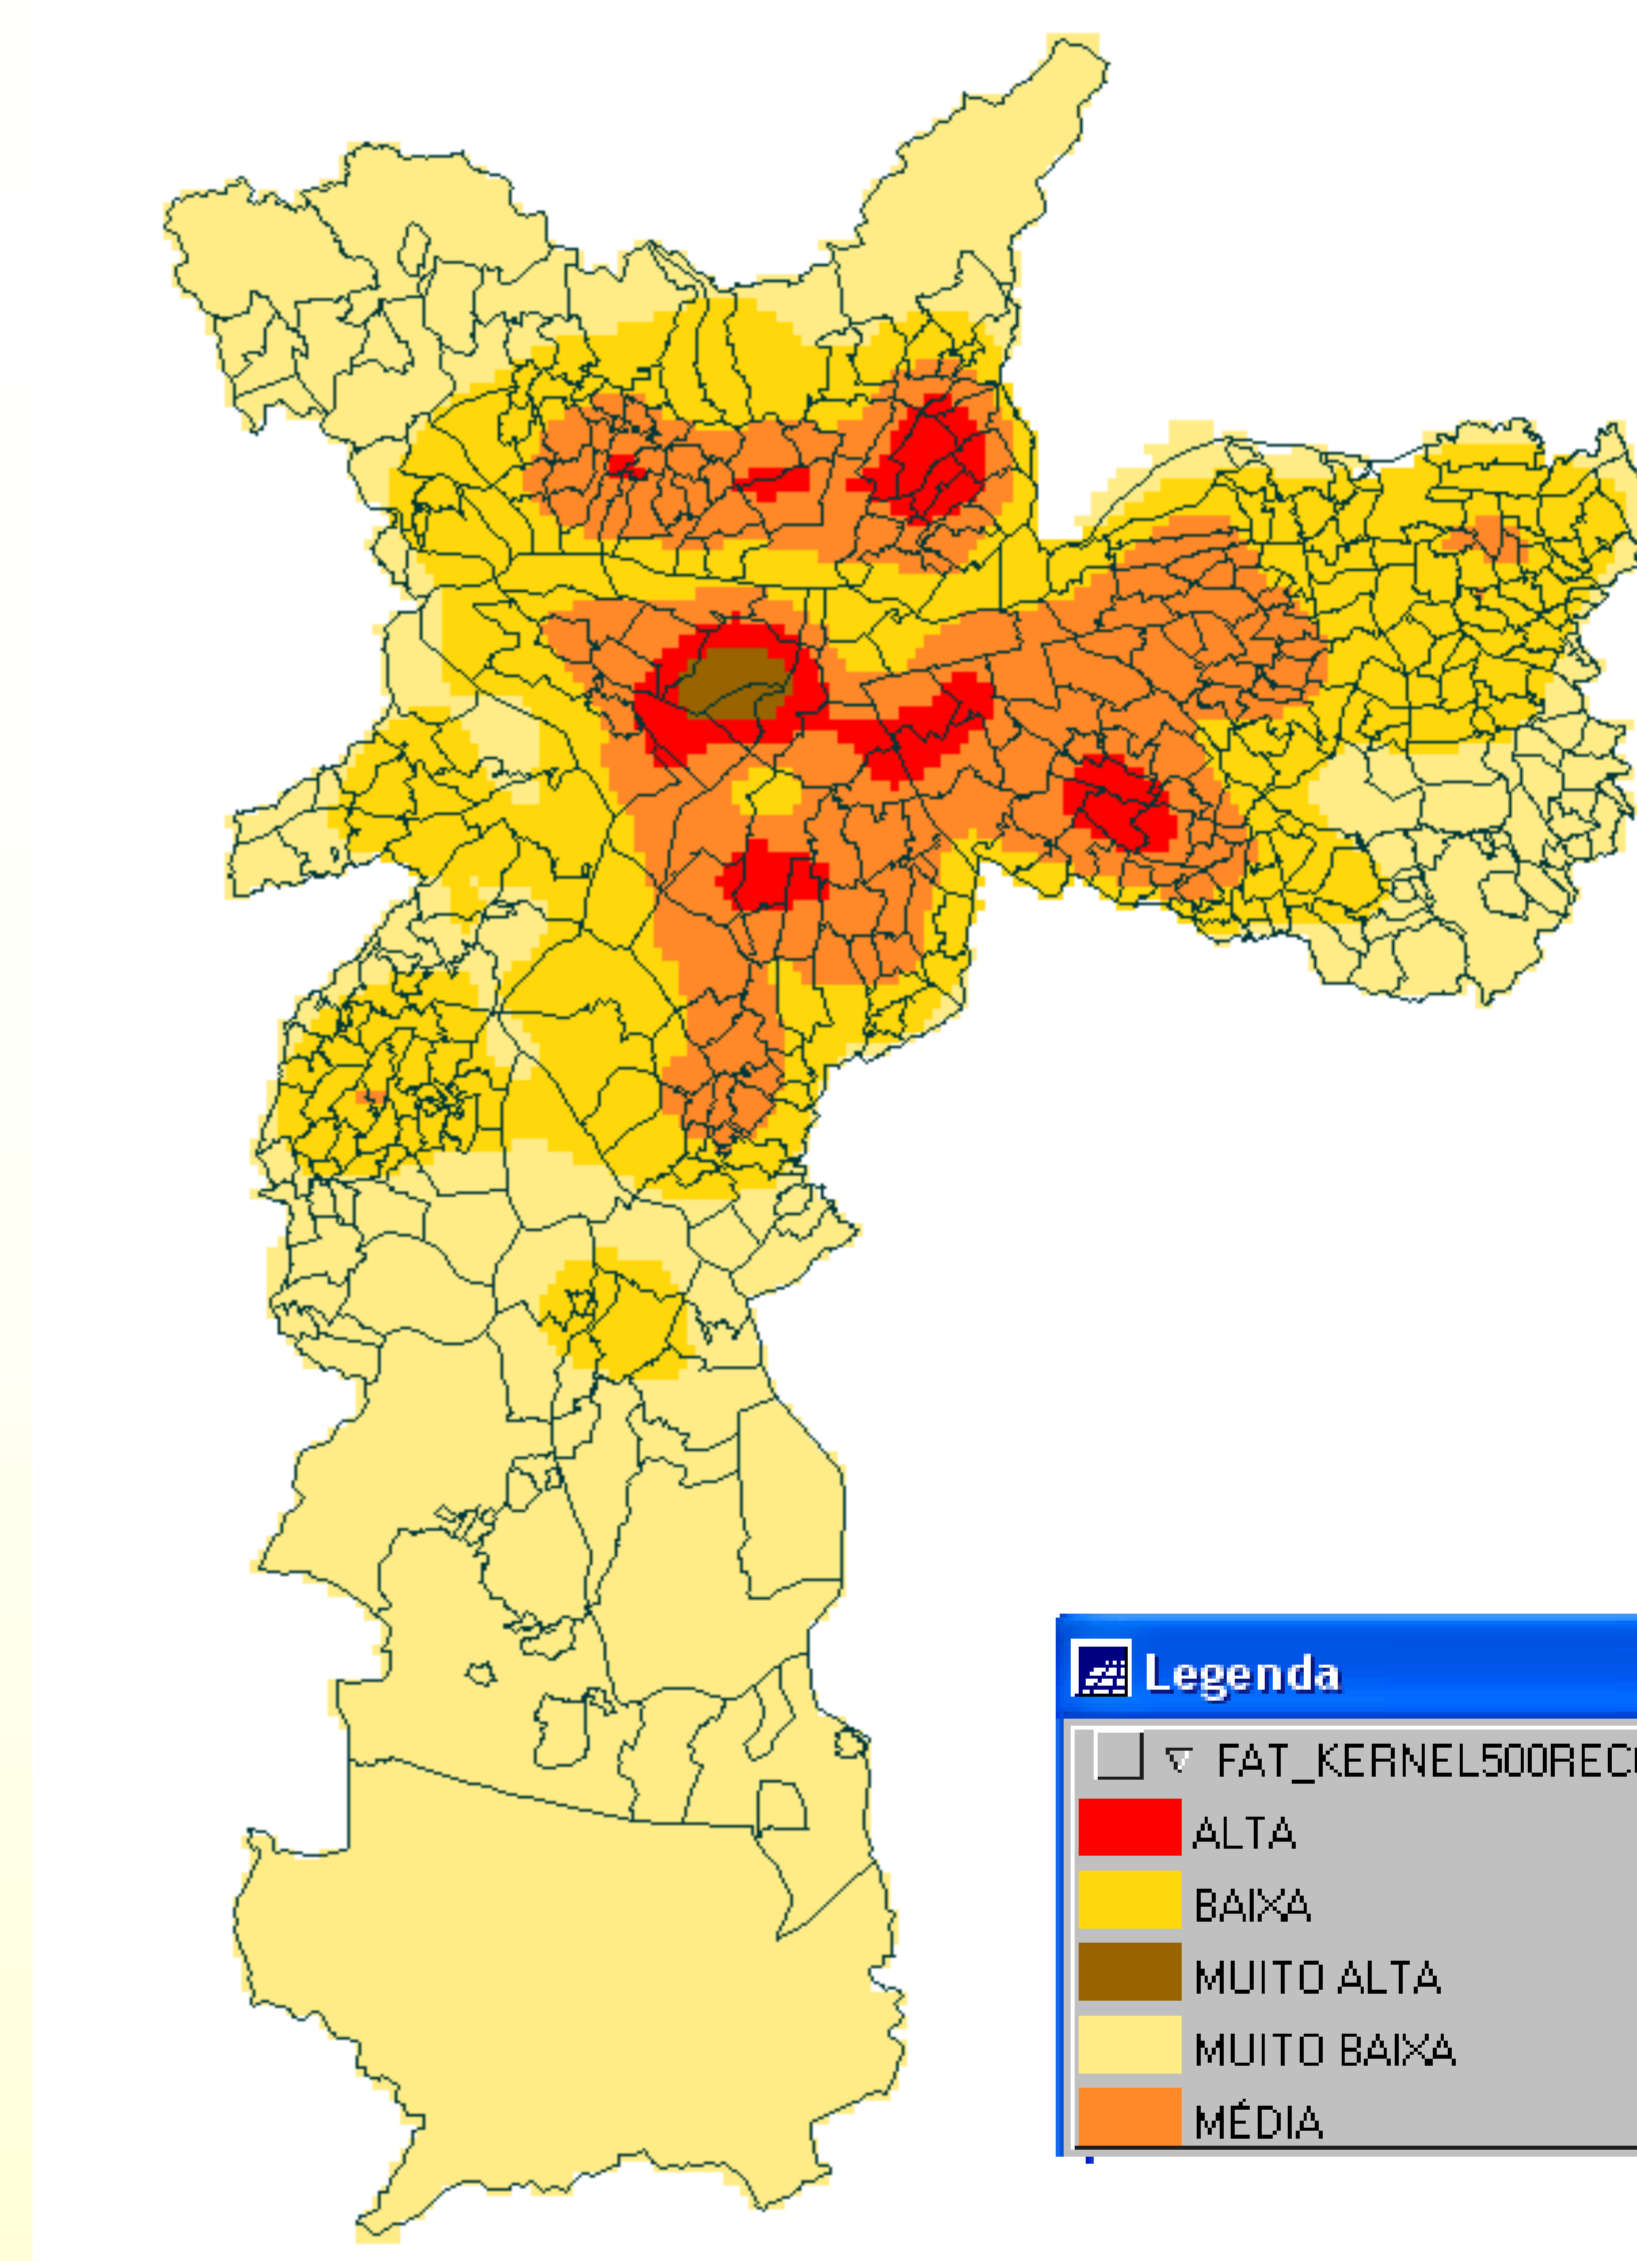 Legenda
FAT_KERNEL500REC
ALTA
BAIXA
MUITO ALTA
MUITO BAIXA
MÉDIA